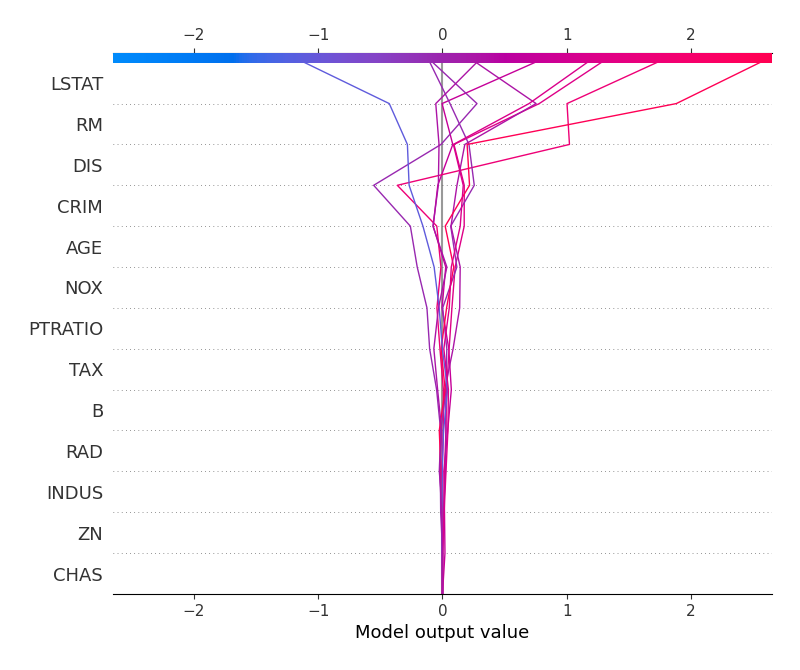 −2 −1 0 1 2
LSTAT
RM
DIS
CRIM
AGE
NOX
PTRATIO
TAX
B
RAD
INDUS
ZN
CHAS
−2 −1 0 1 2
Model output value